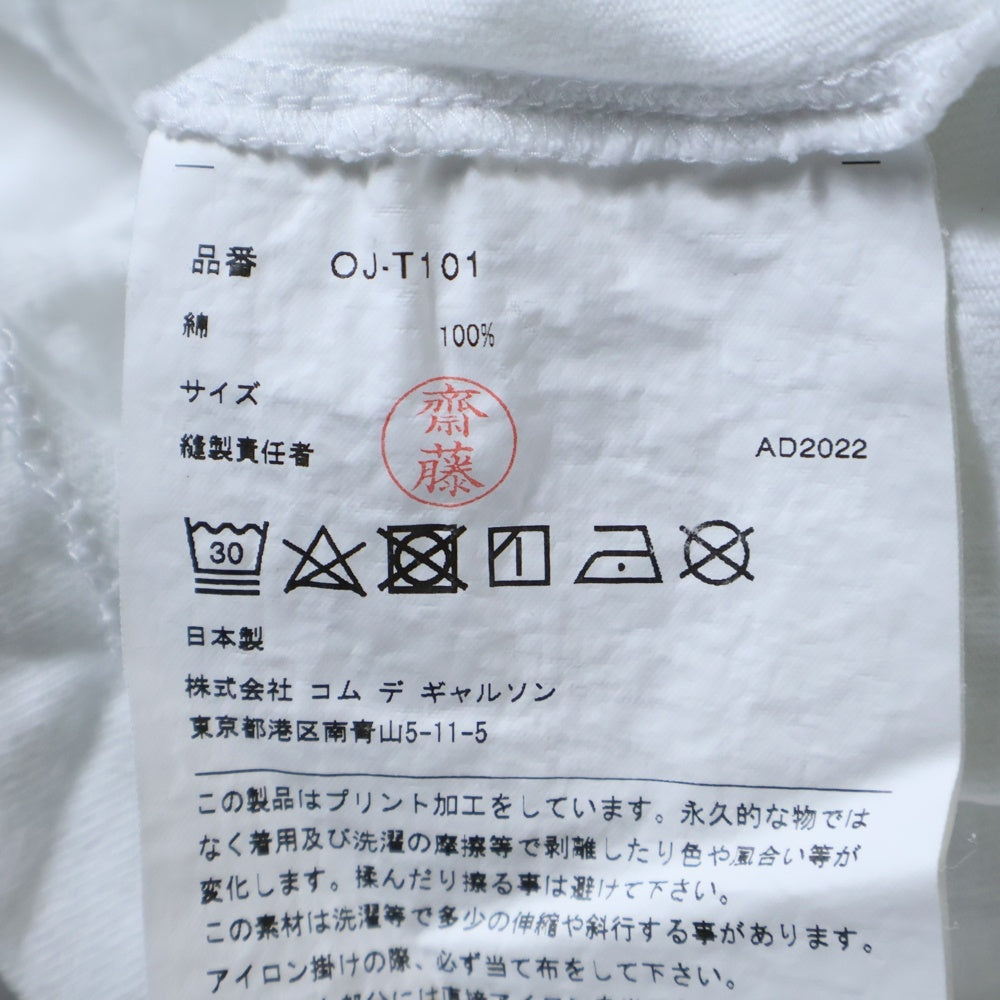 品番 OJ-T101
綿 100%
サイズ
齋藤
縫製責任者 AD2022
30
日本製
株式会社 コム デ ギャルソン
東京都港区南青山5-11-5
この製品はプリント加工をしています。永久的な物では
なく着用及び洗濯の摩擦等で剥離したり色や風合い等が
変化します。揉んだり擦る事は避けて下さい。
この素材は洗濯等で多少の伸縮や斜行する事があります。
アイロン掛けの際、必ず当て布をして下さい。